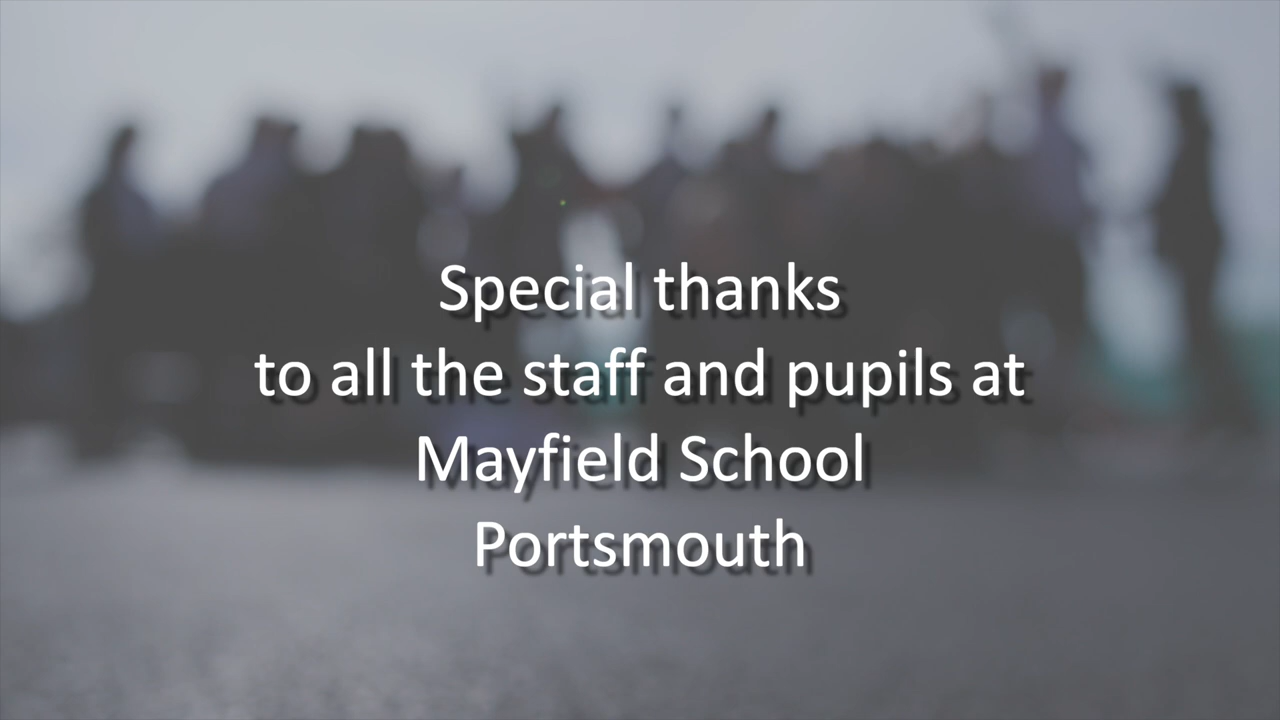 Special thanks
to all the staff and pupils at
Mayfield School
Portsmouth